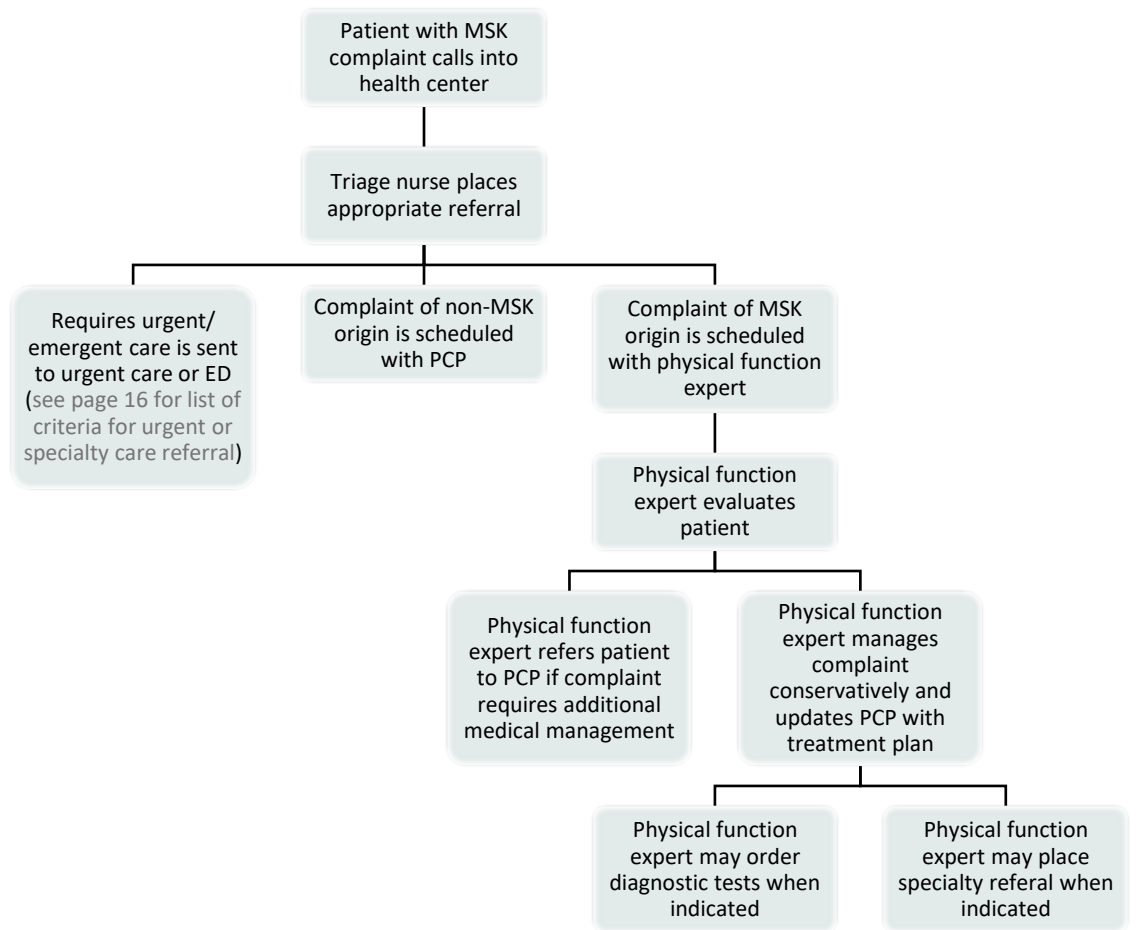 Patient with MSK
complaint calls into
health center
Triage nurse places
appropriate referral
Requires urgent/
emergent care is sent
to urgent care or ED
(see page 16 for list of
criteria for urgent or
specialty care referral)
Complaint of non-MSK
origin is scheduled
with PCP
Complaint of MSK
origin is scheduled
with physical function
expert
Physical function
expert evaluates
patient
Physical function
expert refers patient
to PCP if complaint
requires additional
medical management
Physical function
expert manages
complaint
conservatively and
updates PCP with
treatment plan
Physical function
expert may order
diagnostic tests when
indicated
Physical function
expert may place
specialty referal when
indicated